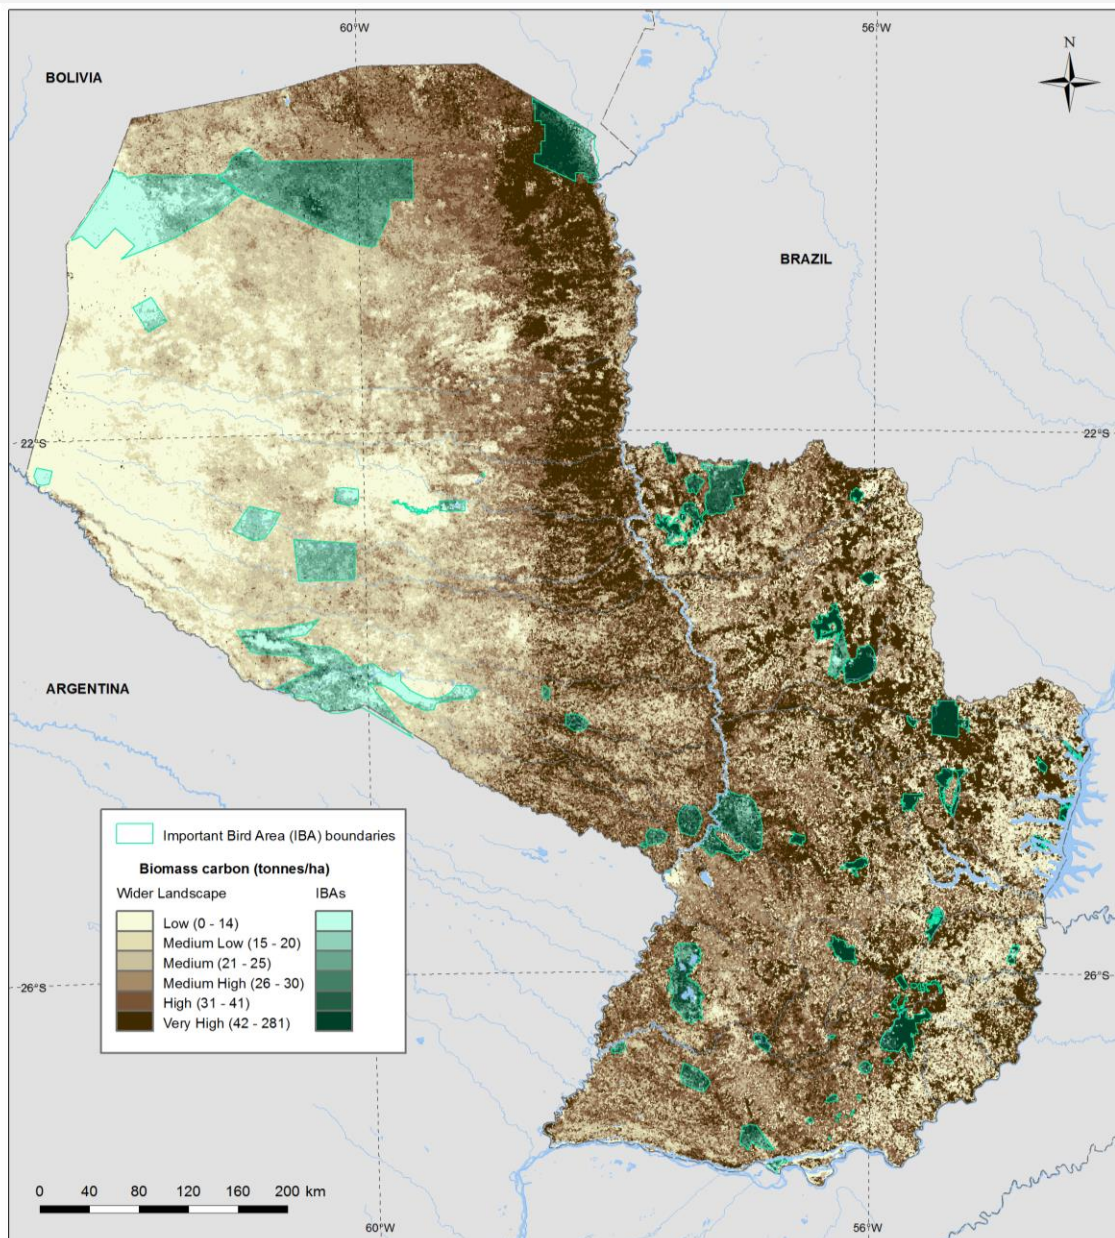 60°W
56°W
BOLIVIA
N
BRAZIL
22°S
22°S
ARGENTINA
Important Bird Area (IBA) boundaries
Biomass carbon (tonnes/ha)
Wider Landscape
IBAs
Low (0 - 14)
Medium Low (15 - 20)
Medium (21 - 25)
Medium High (26 - 30)
High (31 - 41)
Very High (42 - 281)
26°S
26°S
0 40 80 120 160 200 km
60°W
56°W